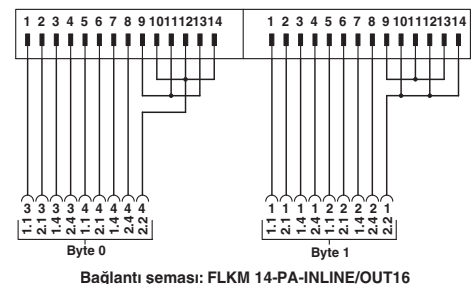 1 2 3 4 5 6 7 8 9 10 11 12 13 14 1 2 3 4 5 6 7 8 9 10 11 12 13 14
3 3 3 3 4 4 4 4 4 1 1 1 1 2 2 2 2 1
1.1 2.1 1.4 2.4 1.1 2.1 1.4 2.4 2.2 1.1 2.1 1.4 2.4 1.1 2.1 1.4 2.4 2.2
Byte 0 Byte 1
Bağlantı şeması: FLKM 14-PA-INLINE/OUT16